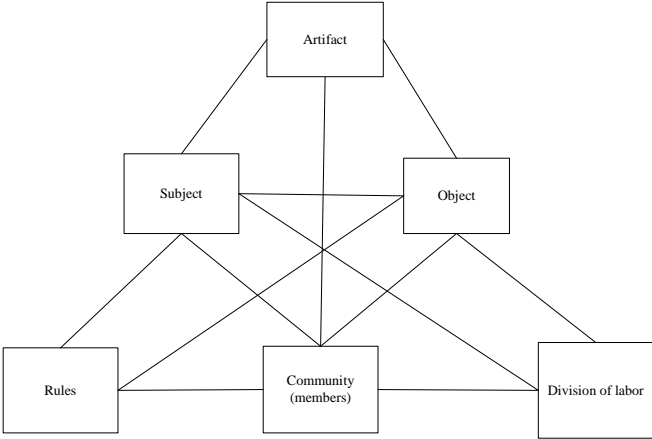 Artifact
Subject
Object
Rules
Community
(members)
Division of labor